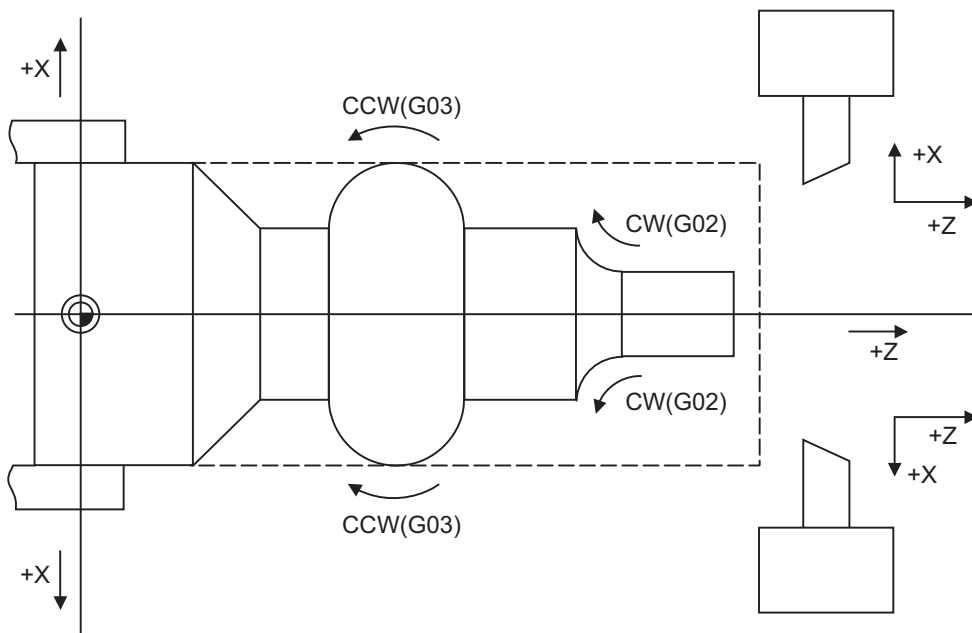 +X
CCW(G03)
+X
CW(G02)
+Z
+Z
CW(G02)
+Z
+X
CCW(G03)
+X